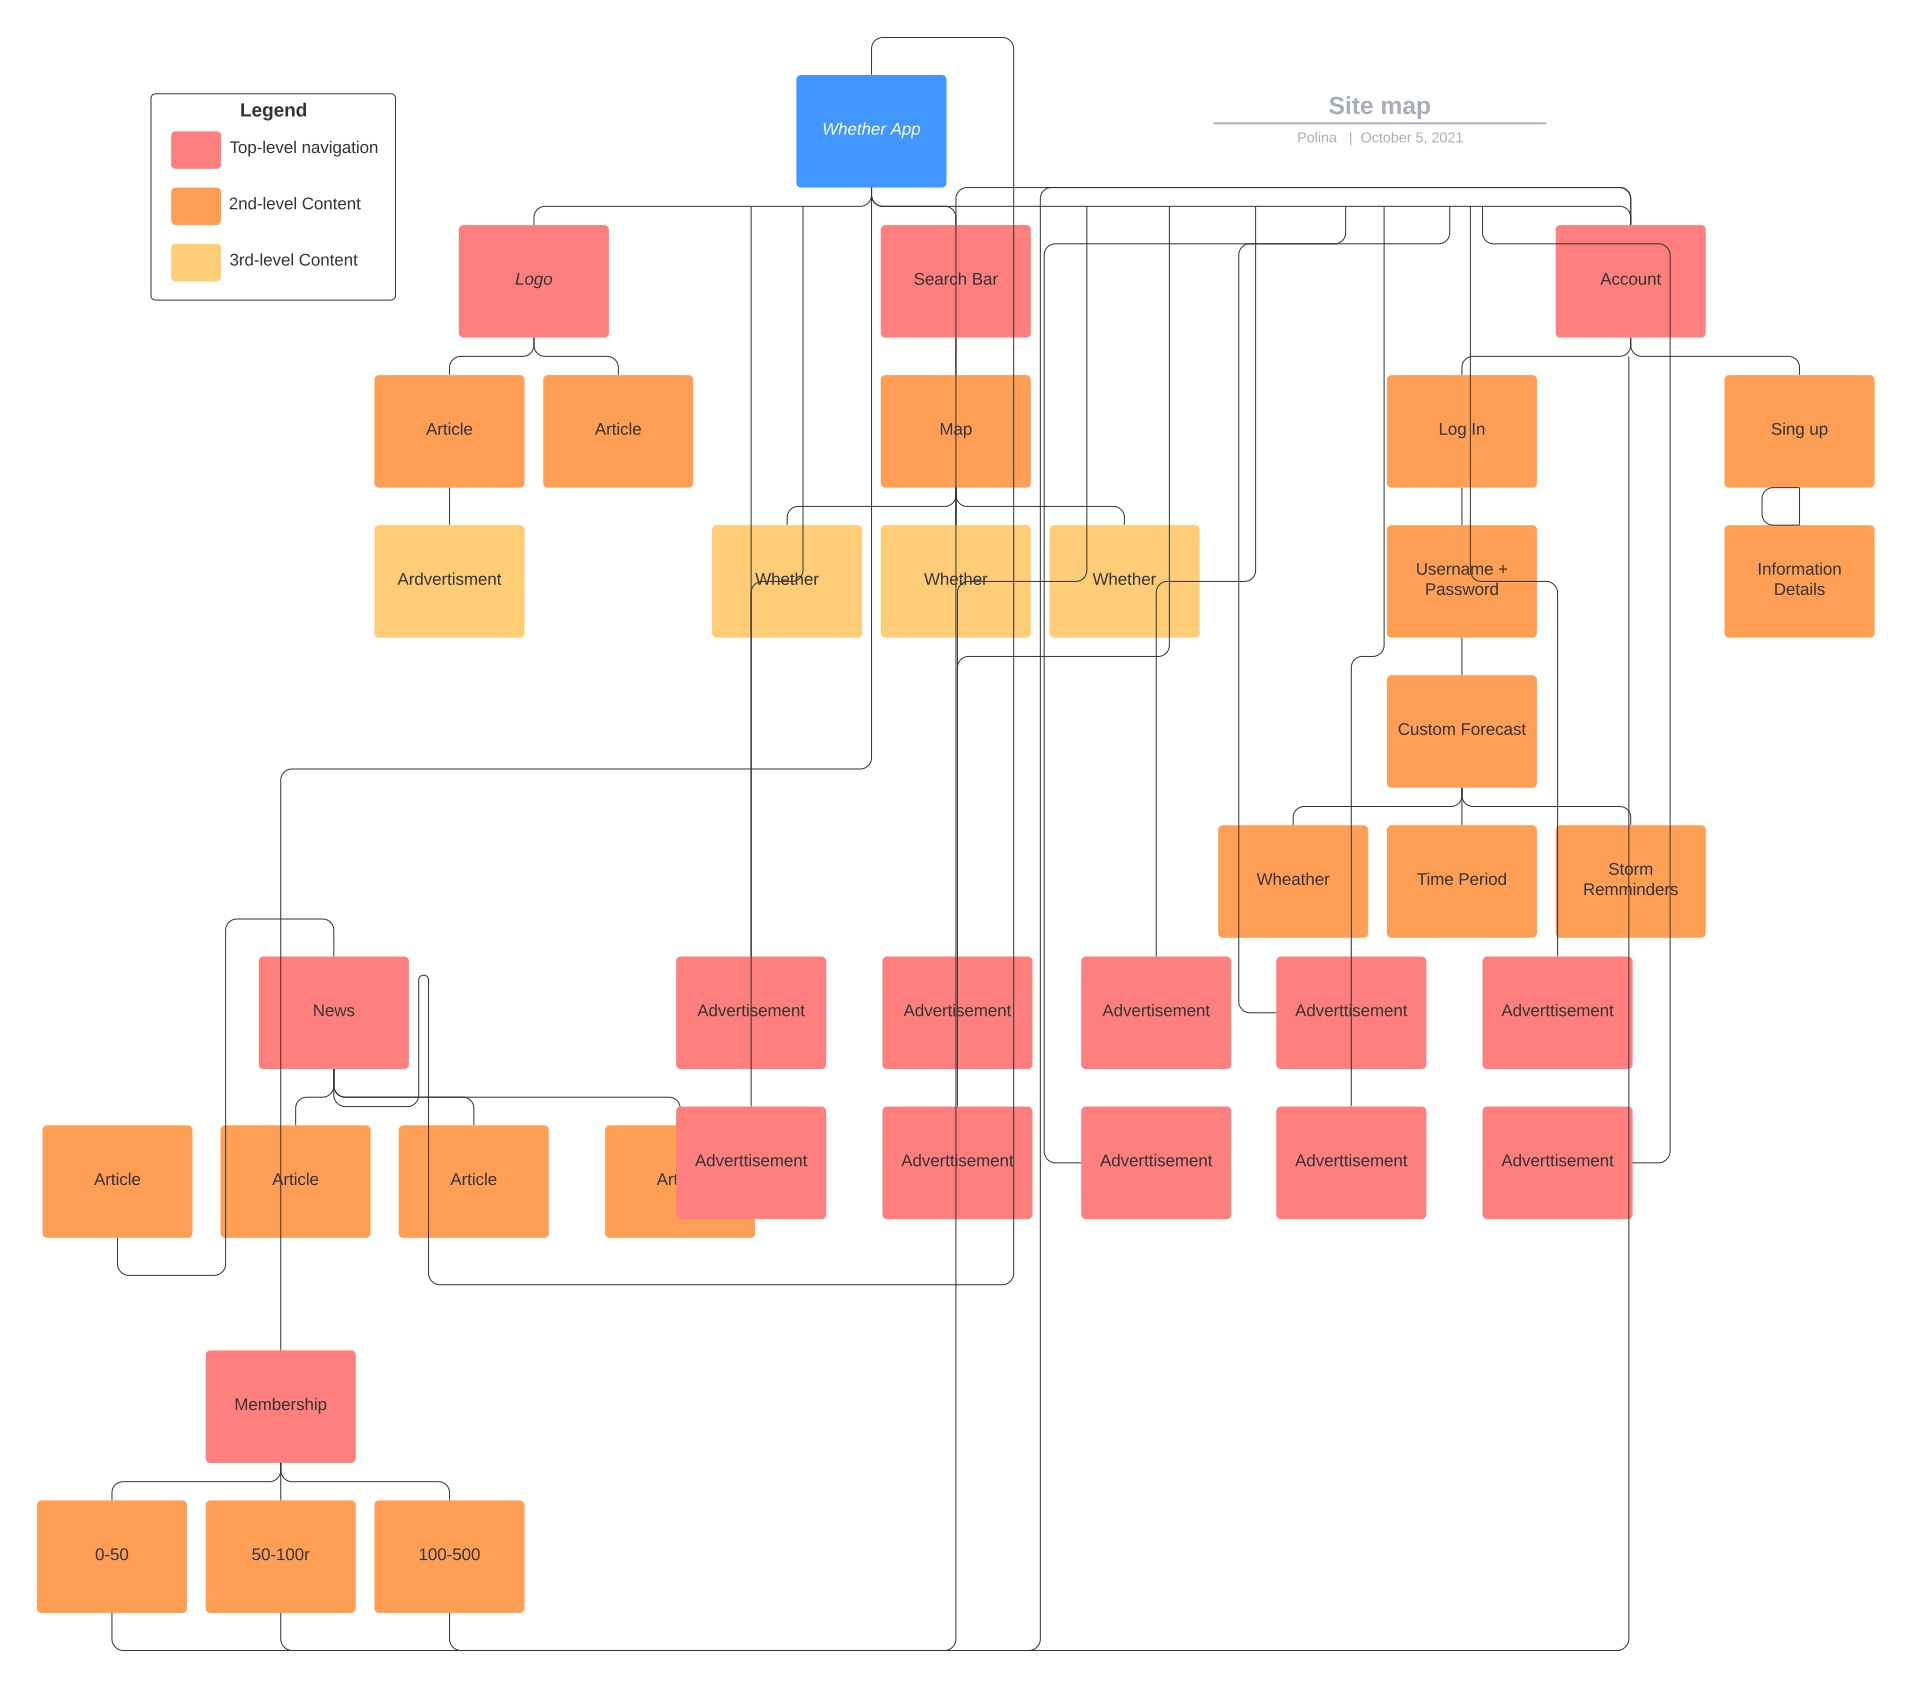 Legend
Top-level navigation
2nd-level Content
3rd-level Content
Whether App
Site map
Polina | October 5, 2021
Logo
Search Bar
Account
Article
Article
Map
Log In
Sing up
Ardvertisment
Whether
Whether
Whether
Username +
Password
Information
Details
Custom Forecast
Wheather
Time Period
Storm
Remminders
News
Advertisement
Advertisement
Advertisement
Adverttisement
Adverttisement
Article
Article
Article
Art
Adverttisement
Adverttisement
Adverttisement
Adverttisement
Adverttisement
Membership
0-50
50-100r
100-500